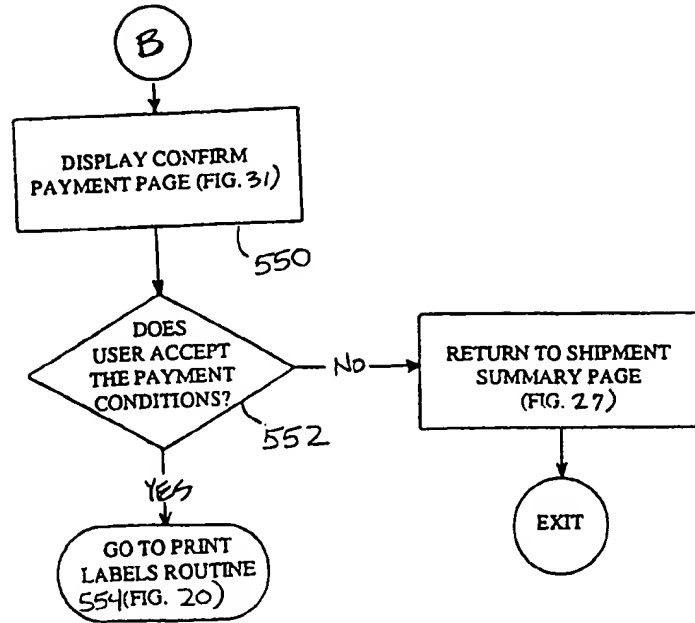 B
DISPLAY CONFIRM
PAYMENT PAGE (FIG. 31)
550
DOES
USER ACCEPT
THE PAYMENT
CONDITIONS?
552
NO
RETURN TO SHIPMENT
SUMMARY PAGE
(FIG. 27)
YES
GO TO PRINT
LABELS ROUTINE
554(FIG. 20)
EXIT